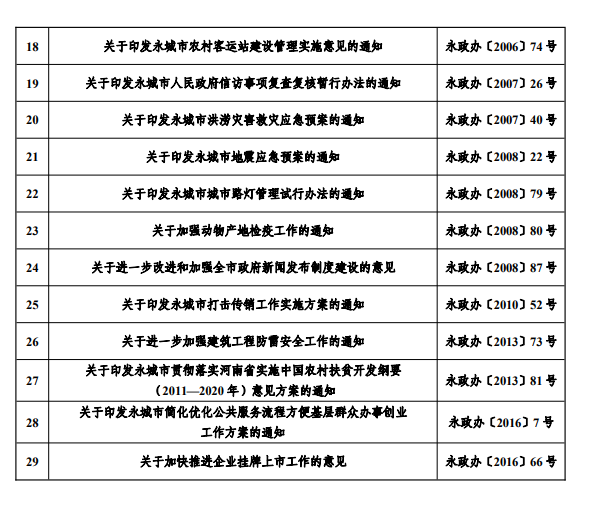 18 关于印发永城市农村客运站建设管理实施意见的通知 永政办〔2006〕74 号
19 关于印发永城市人民政府信访事项复查复核暂行办法的通知 永政办〔2007〕26 号
20 关于印发永城市洪涝灾害救灾应急预案的通知 永政办〔2007〕40 号
21 关于印发永城市地震应急预案的通知 永政办〔2008〕22 号
22 关于印发永城市城市路灯管理试行办法的通知 永政办〔2008〕79 号
23 关于加强动物产地检疫工作的通知 永政办〔2008〕80 号
24 关于进一步改进和加强全市政府新闻发布制度建设的意见 永政办〔2008〕87 号
25 关于印发永城市打击传销工作实施方案的通知 永政办〔2010〕52 号
26 关于进一步加强建筑工程防雷安全工作的通知 永政办〔2013〕73 号
27 关于印发永城市贯彻落实河南省实施中国农村扶贫开发纲要
（2011—2020 年）意见方案的通知 永政办〔2013〕81 号
28 关于印发永城市简化优化公共服务流程方便基层群众办事创业
工作方案的通知 永政办〔2016〕7 号
29 关于加快推进企业挂牌上市工作的意见 永政办〔2016〕66 号